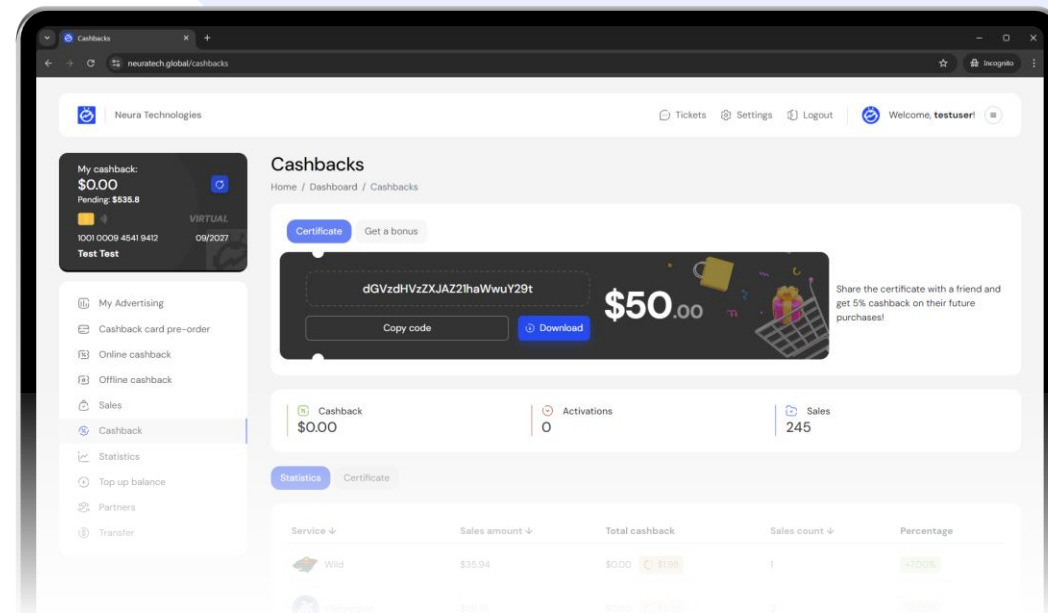 Cashbacks
neuratech.global/cashbacks
Incognito
Neura Technologies
Tickets
Settings
Logout
Welcome, testuser!
My cashback:
$0.00
Pending: $535.8
VIRTUAL
1001 0009 4541 9412
09/2027
Test Test
My Advertising
Cashback card pre-order
Online cashback
Offline cashback
Sales
Cashback
Statistics
Top up balance
Partners
Transfer
Cashbacks
Home / Dashboard / Cashbacks
Certificate
Get a bonus
dGVzdHVzZXJAZ21haWwuY29t
Copy code
Download
$50.00
Share the certificate with a friend and
get 5% cashback on their future
purchases!
Cashback
$0.00
Activations
0
Sales
245
Statistics
Certificate
Service
Sales amount
Total cashback
Sales count
Percentage
Wild
$35.94
$0.00
$1.98
1